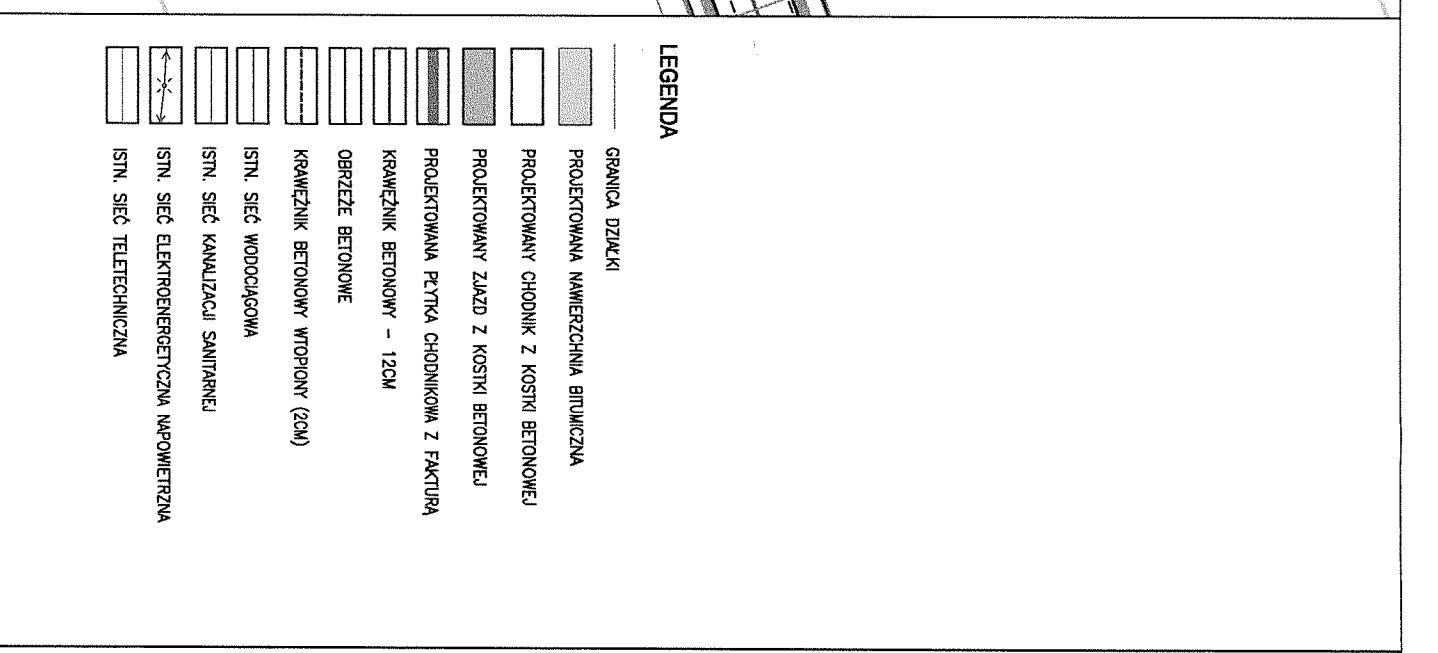 LEGENDA
GRANICA DZIAŁKI
PROJEKTOWANA NAWIERZCHNIA BITUMICZNA
PROJEKTOWANY CHODNIK Z KOSTKI BETONOWEJ
PROJEKTOWANY ZJAZD Z KOSTKI BETONOWEJ
PROJEKTOWANA PŁYTKA CHODNIKOWA Z FAKTURĄ
KRAWĘŻNIK BETONOWY - 12CM
OBRZEŻE BETONOWE
KRAWĘŻNIK BETONOWY WTOPIONY (2CM)
ISTN. SIEĆ WODOCIĄGOWA
ISTN. SIEĆ KANALIZACJI SANITARNEJ
ISTN. SIEĆ ELEKTROENERGETYCZNA NAPOWIETRZNA
ISTN. SIEĆ TELETECHNICZNA